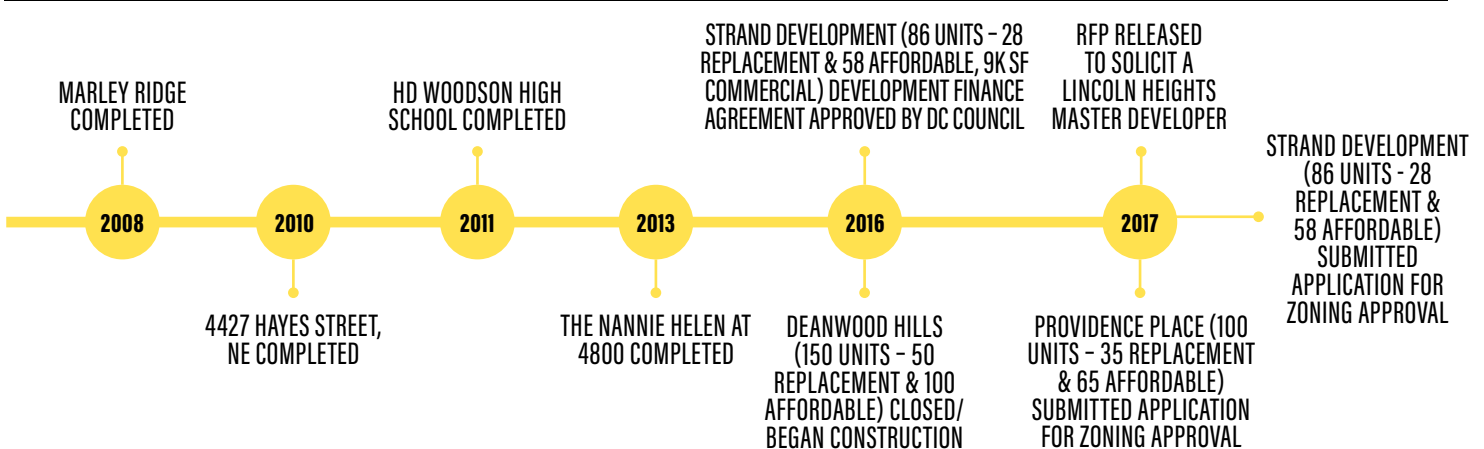 MARLEY RIDGE
COMPLETED
2008
2010
4427 HAYES STREET,
NE COMPLETED
HD WOODSON HIGH
SCHOOL COMPLETED
2011
2013
THE NANNIE HELEN AT
4800 COMPLETED
STRAND DEVELOPMENT (86 UNITS – 28
REPLACEMENT & 58 AFFORDABLE, 9K SF
COMMERCIAL) DEVELOPMENT FINANCE
AGREEMENT APPROVED BY DC COUNCIL
2016
DEANWOOD HILLS
(150 UNITS – 50
REPLACEMENT & 100
AFFORDABLE) CLOSED/
BEGAN CONSTRUCTION
RFP RELEASED
TO SOLICIT A
LINCOLN HEIGHTS
MASTER DEVELOPER
2017
PROVIDENCE PLACE (100
UNITS – 35 REPLACEMENT
& 65 AFFORDABLE)
SUBMITTED APPLICATION
FOR ZONING APPROVAL
STRAND DEVELOPMENT
(86 UNITS - 28
REPLACEMENT &
58 AFFORDABLE)
SUBMITTED
APPLICATION FOR
ZONING APPROVAL